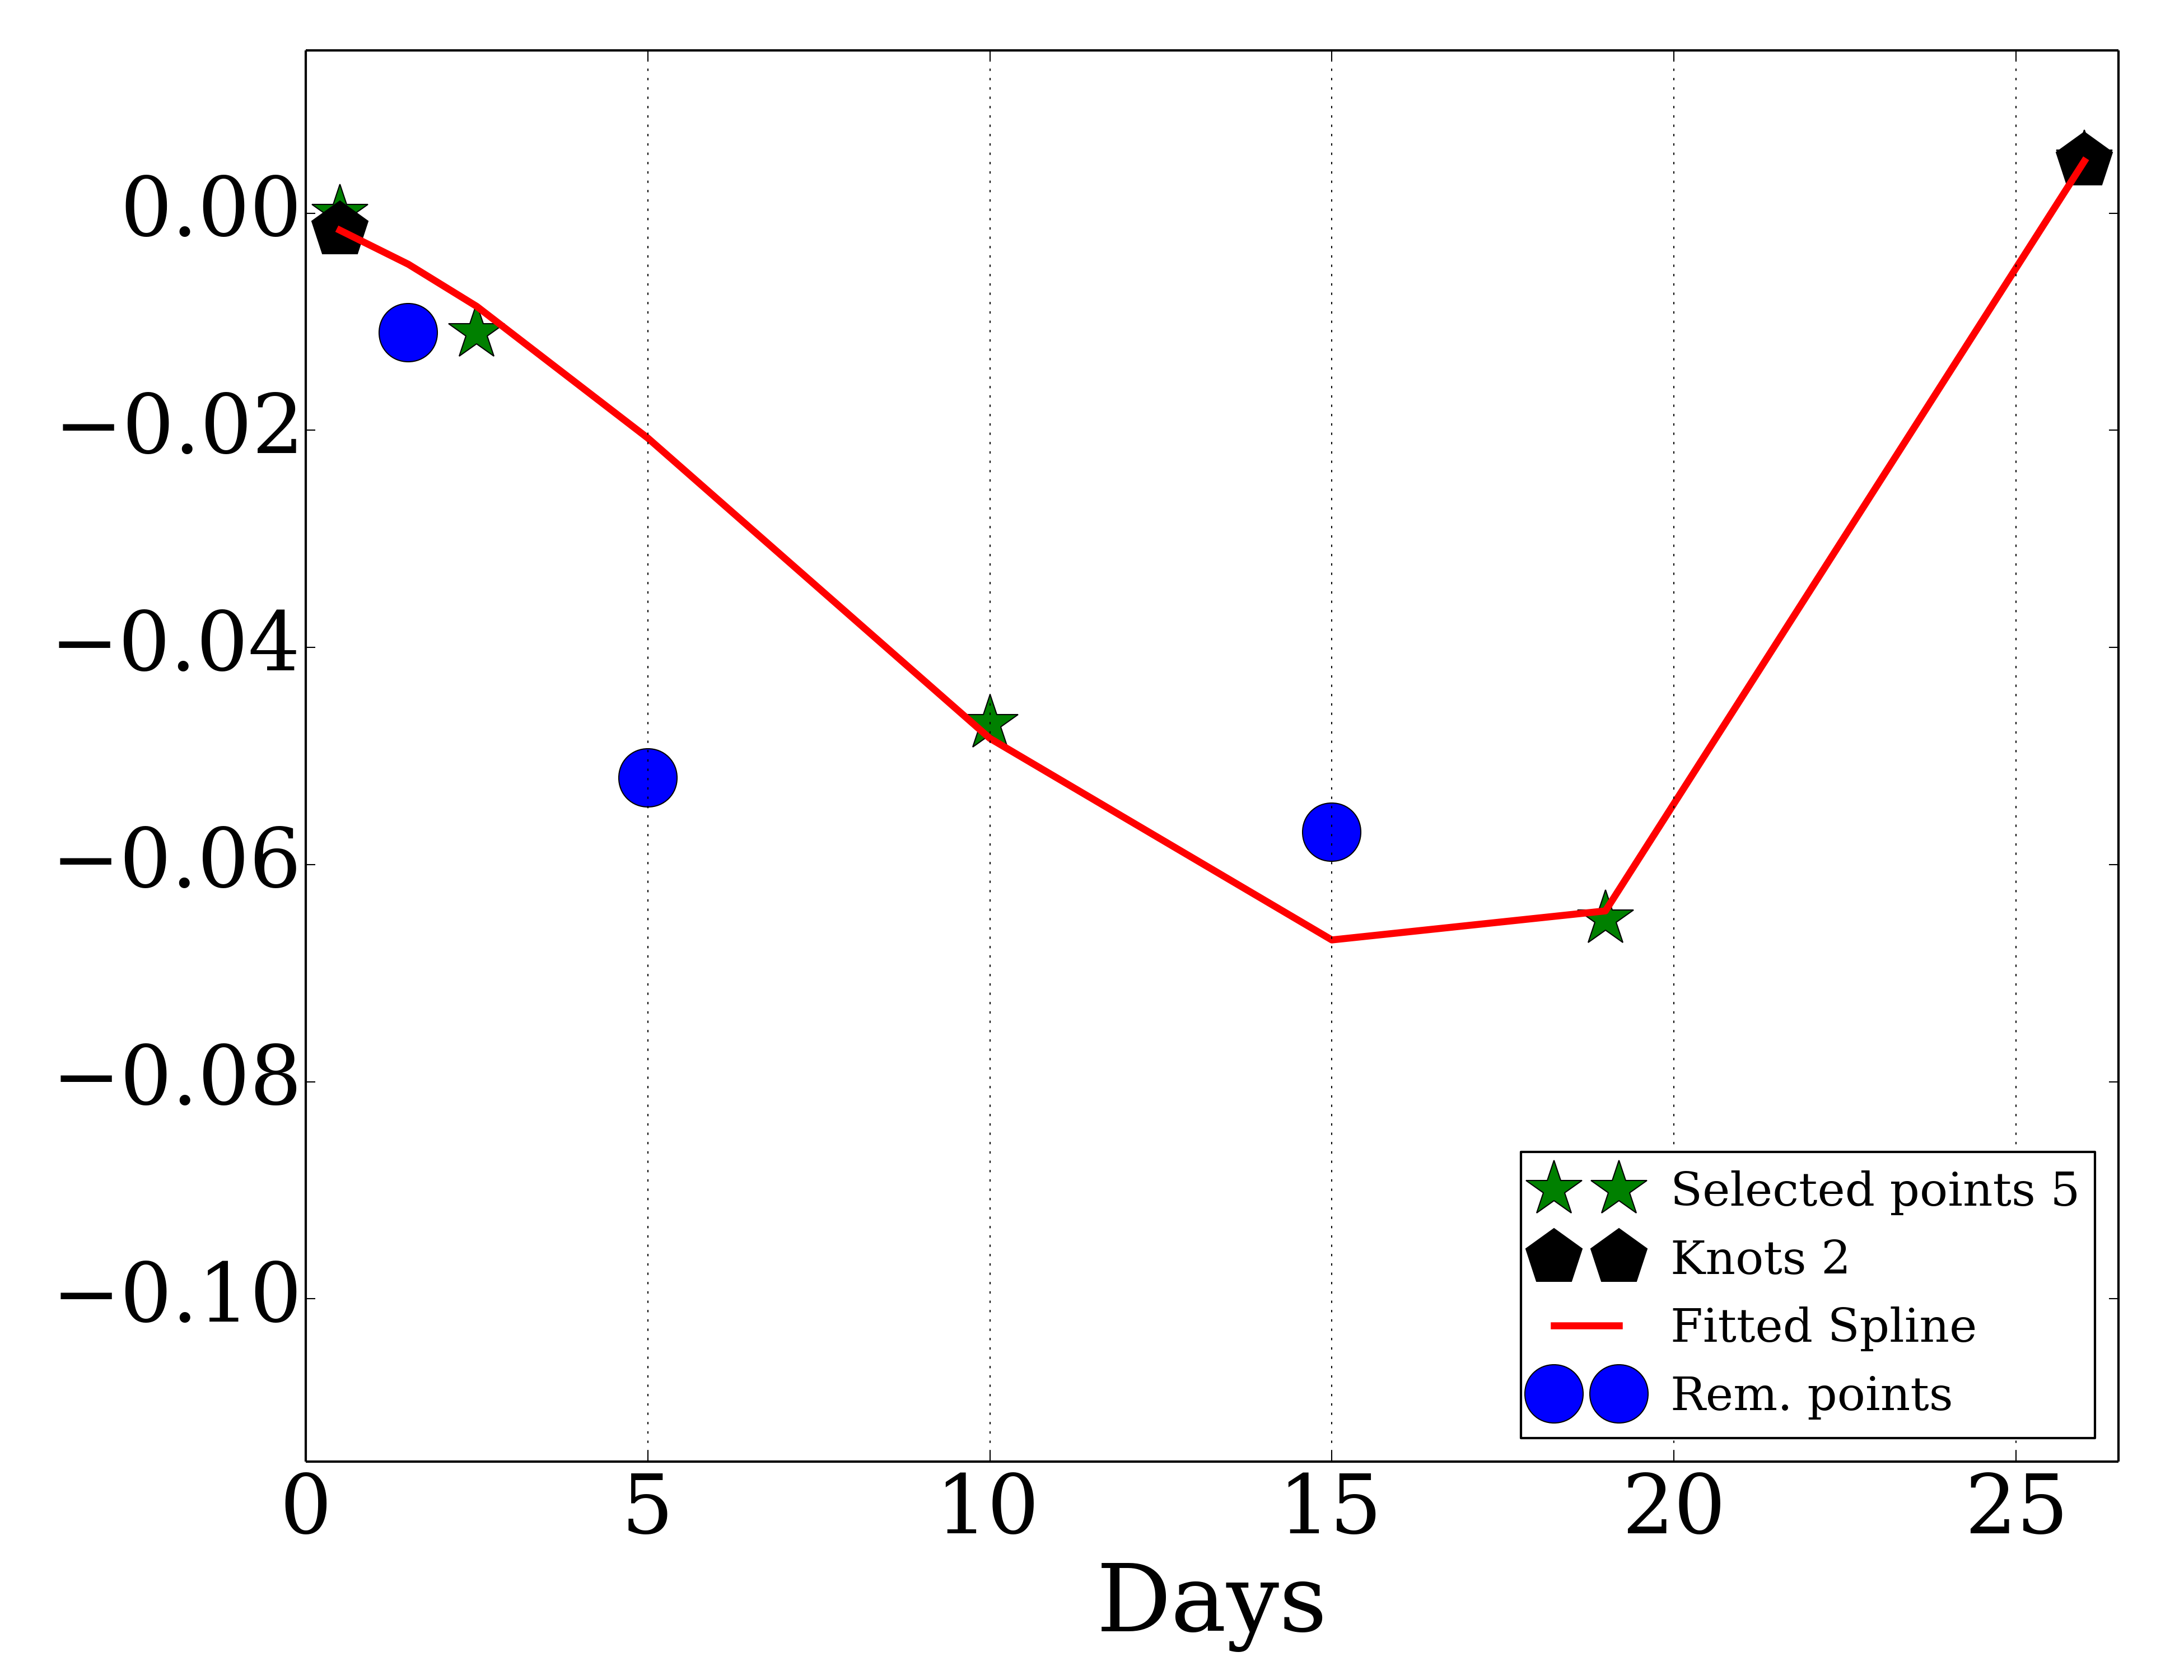 0.00
−0.02
−0.04
−0.06
−0.08
−0.10
Selected points 5
Knots 2
Fitted Spline
Rem. points
0 5 10 15 20 25
Days